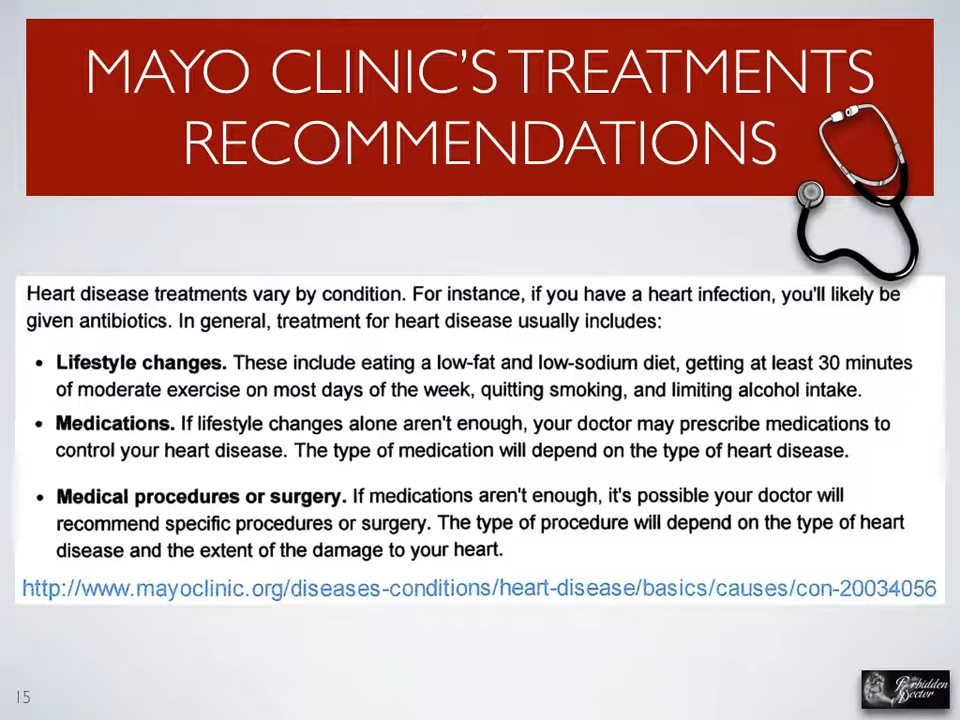 MAYO CLINIC'S TREATMENTS
RECOMMENDATIONS
Heart disease treatments vary by condition. For instance, if you have a heart infection, you'll likely be
given antibiotics. In general, treatment for heart disease usually includes:
• Lifestyle changes. These include eating a low-fat and low-sodium diet, getting at least 30 minutes
of moderate exercise on most days of the week, quitting smoking, and limiting alcohol intake.
• Medications. If lifestyle changes alone aren't enough, your doctor may prescribe medications to
control your heart disease. The type of medication will depend on the type of heart disease.
• Medical procedures or surgery. If medications aren't enough, it's possible your doctor will
recommend specific procedures or surgery. The type of procedure will depend on the type of heart
disease and the extent of the damage to your heart.
http://www.mayoclinic.org/diseases-conditions/heart-disease/basics/causes/con-20034056
15
The
Forbidden
Doctor